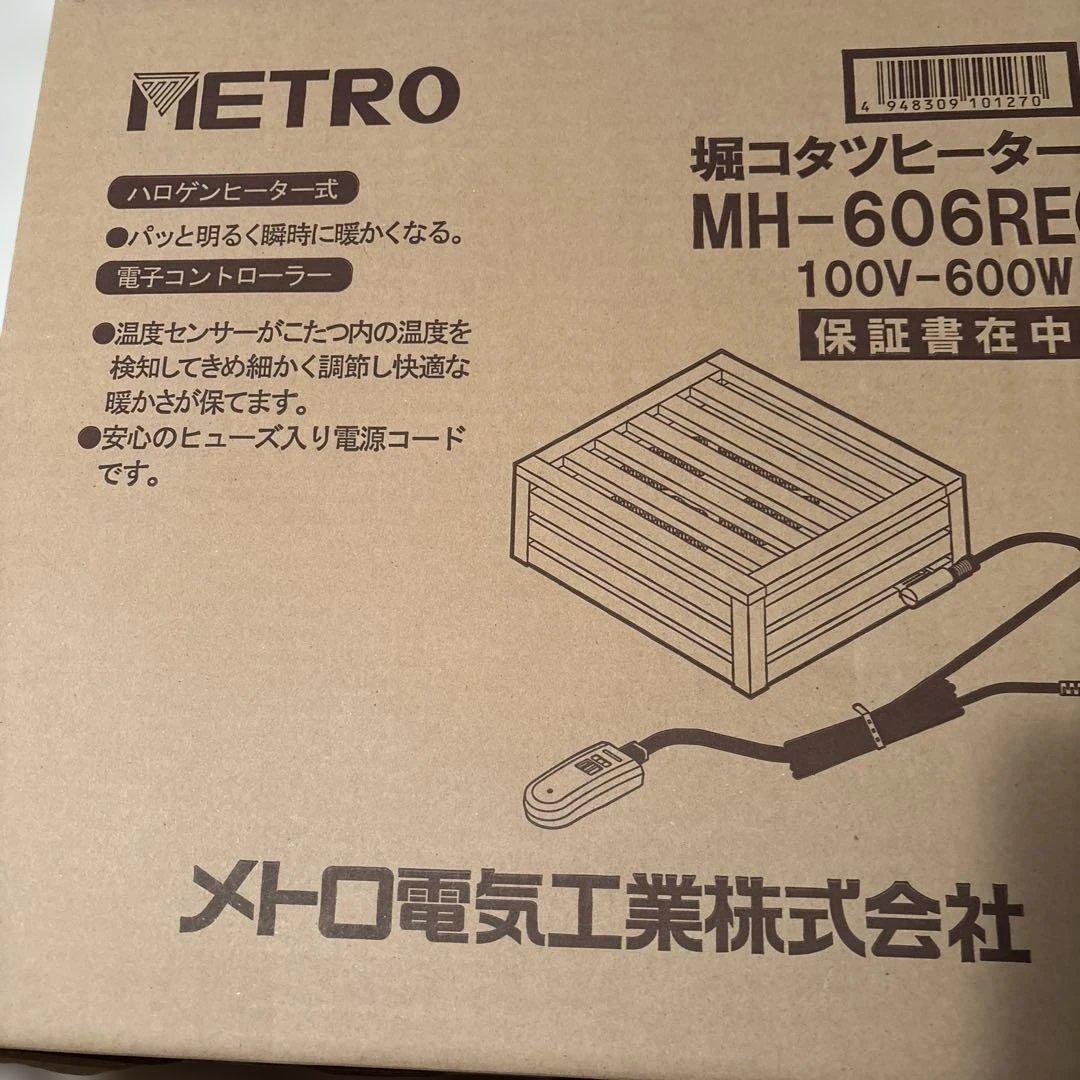 METRO
ハロゲンヒーター式
●パッと明るく瞬時に暖かくなる。
電子コントローラー
●温度センサーがこたつ内の温度を
検知してきめ細かく調節し快適な
暖かさが保てます。
●安心のヒューズ入り電源コード
です。
4 948309 101270
堀コタツヒーター
MH-606RE
100V-600W
保証書在中
メトロ電気工業株式会社